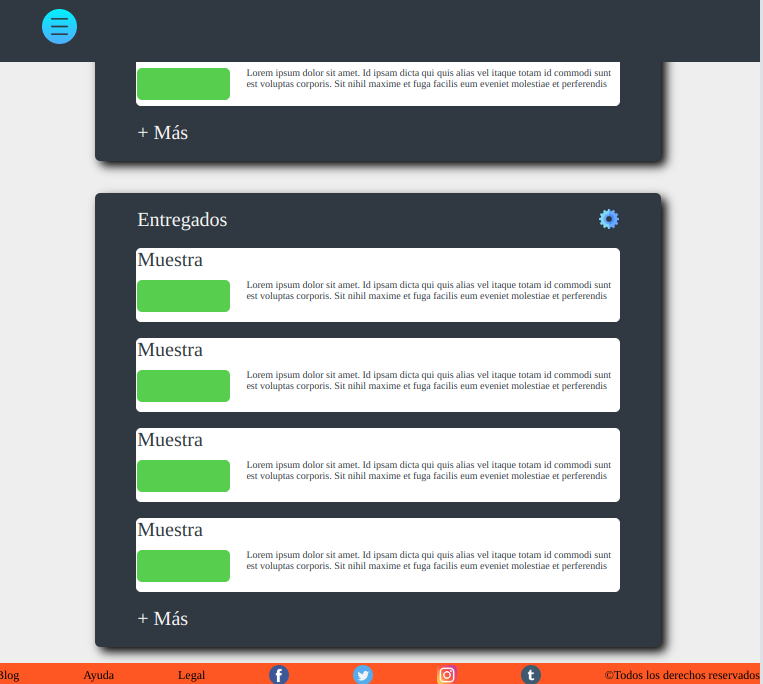 Lorem ipsum dolor sit amet. Id ipsam dicta qui quis alias vel itaque totam id commodi sunt
est voluptas corporis. Sit nihil maxime et fuga facilis eum eveniet molestiae et perferendis
+ Más
Entregados
Muestra
Lorem ipsum dolor sit amet. Id ipsam dicta qui quis alias vel itaque totam id commodi sunt
est voluptas corporis. Sit nihil maxime et fuga facilis eum eveniet molestiae et perferendis
Muestra
Lorem ipsum dolor sit amet. Id ipsam dicta qui quis alias vel itaque totam id commodi sunt
est voluptas corporis. Sit nihil maxime et fuga facilis eum eveniet molestiae et perferendis
Muestra
Lorem ipsum dolor sit amet. Id ipsam dicta qui quis alias vel itaque totam id commodi sunt
est voluptas corporis. Sit nihil maxime et fuga facilis eum eveniet molestiae et perferendis
Muestra
Lorem ipsum dolor sit amet. Id ipsam dicta qui quis alias vel itaque totam id commodi sunt
est voluptas corporis. Sit nihil maxime et fuga facilis eum eveniet molestiae et perferendis
+ Más
Blog Ayuda Legal f t ©Todos los derechos reservados